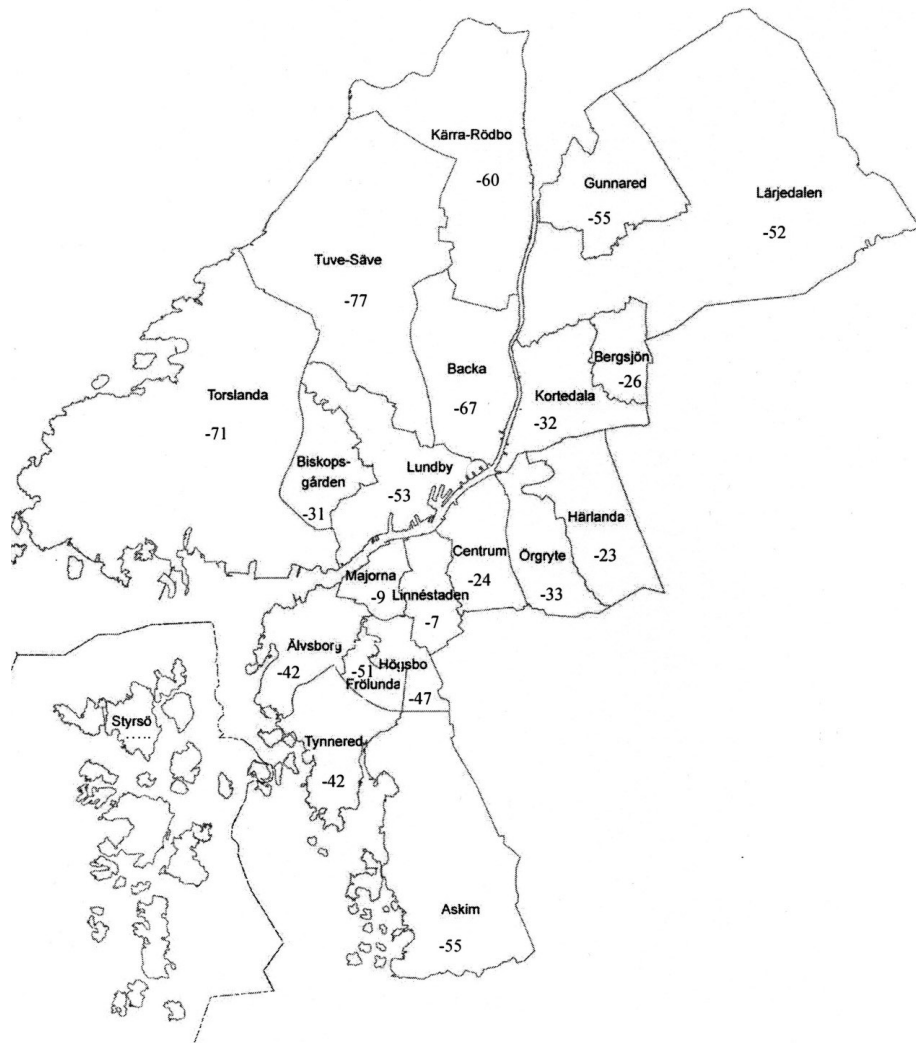 Kärra-Rödbo
-60
Gunnared
-55
Lärjedalen
-52
Tuve-Säve
-77
Backa
-67
Bergsjön
-26
Kortedala
-32
Torslanda
-71
Biskops-
gården
-31
Lundby
-53
Härlanda
-23
Örgryte
-33
Centrum
-24
Majorna
-9
Linnéstaden
-7
Älvsborg
-42
-51
Frölunda
Högsbo
-47
Styrsö
.....
Tynnered
-42
Askim
-55